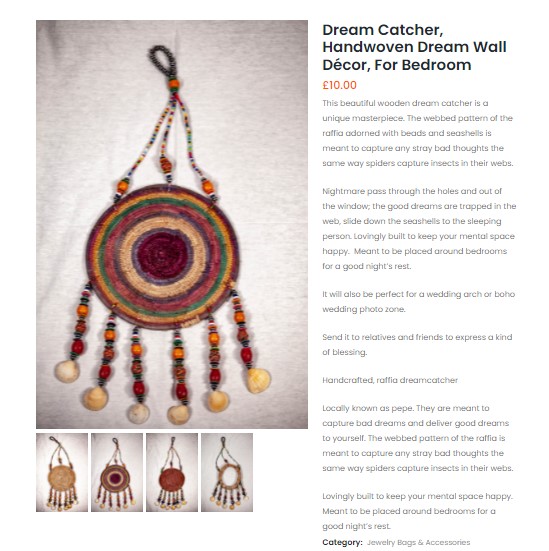 Dream Catcher,
Handwoven Dream Wall
Décor, For Bedroom
£10.00
This beautiful wooden dream catcher is a
unique masterpiece. The webbed pattern of the
raffia adorned with beads and seashells is
meant to capture any stray bad thoughts the
same way spiders capture insects in their webs.
Nightmare pass through the holes and out of
the window; the good dreams are trapped in the
web, slide down the seashells to the sleeping
person. Lovingly built to keep your mental space
happy. Meant to be placed around bedrooms
for a good night's rest.
It will also be perfect for a wedding arch or boho
wedding photo zone.
Send it to relatives and friends to express a kind
of blessing.
Handcrafted, raffia dreamcatcher
Locally known as pepe. They are meant to
capture bad dreams and deliver good dreams
to yourself. The webbed pattern of the raffia is
meant to capture any stray bad thoughts the
same way spiders capture insects in their webs.
Lovingly built to keep your mental space happy.
Meant to be placed around bedrooms for a
good night's rest.
Category: Jewelry Bags & Accessories